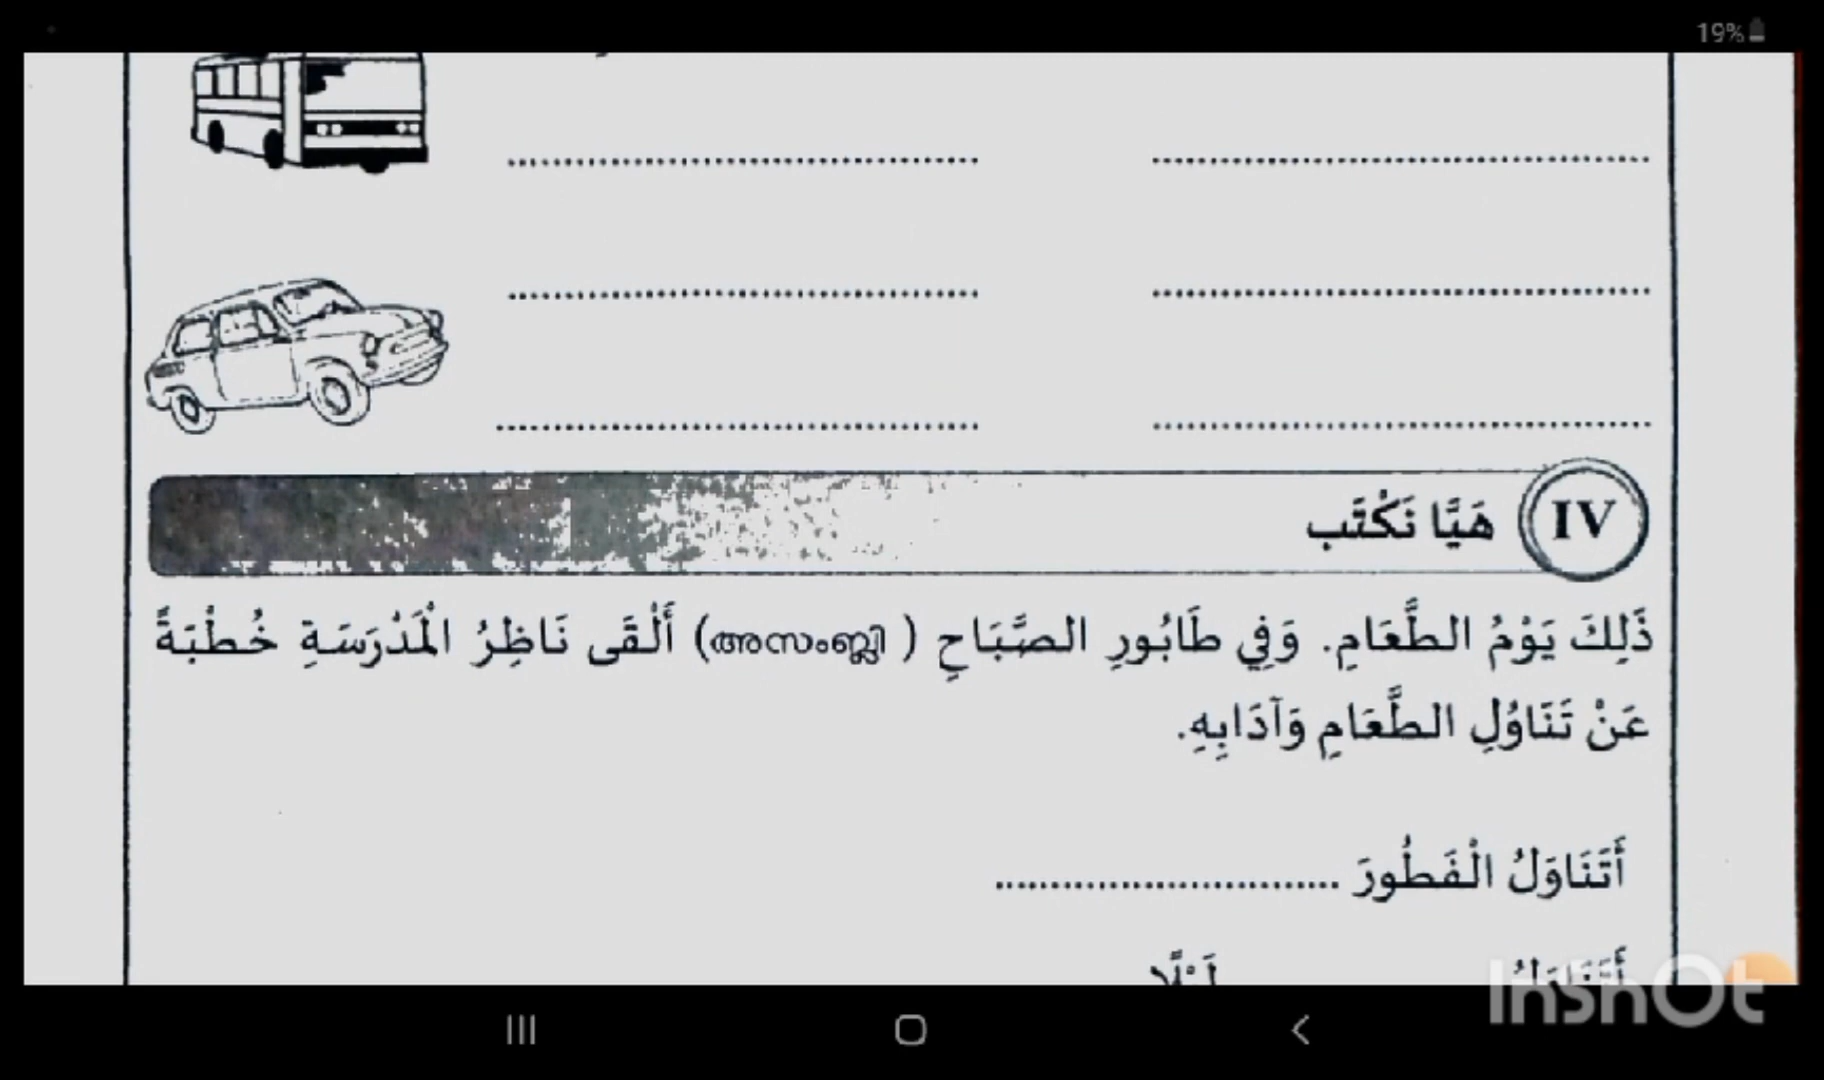 19%
IV هَيَّا نَكْتَب
ذَلِكَ يَوْمُ الطَّعَامِ. وَفِي طَابُورِ الصَّبَاحِ (അസംബ്ലി) أَلْقَى نَاظِرُ الْمَدْرَسَةِ خُطْبَةً
عَنْ تَنَاوُلِ الطَّعَامِ وَآدَابِهِ.
أَتَنَاوَلُ الْفَطُورَ ..............................
أَتَنَاوَلُ لَيْلًا
InShOt